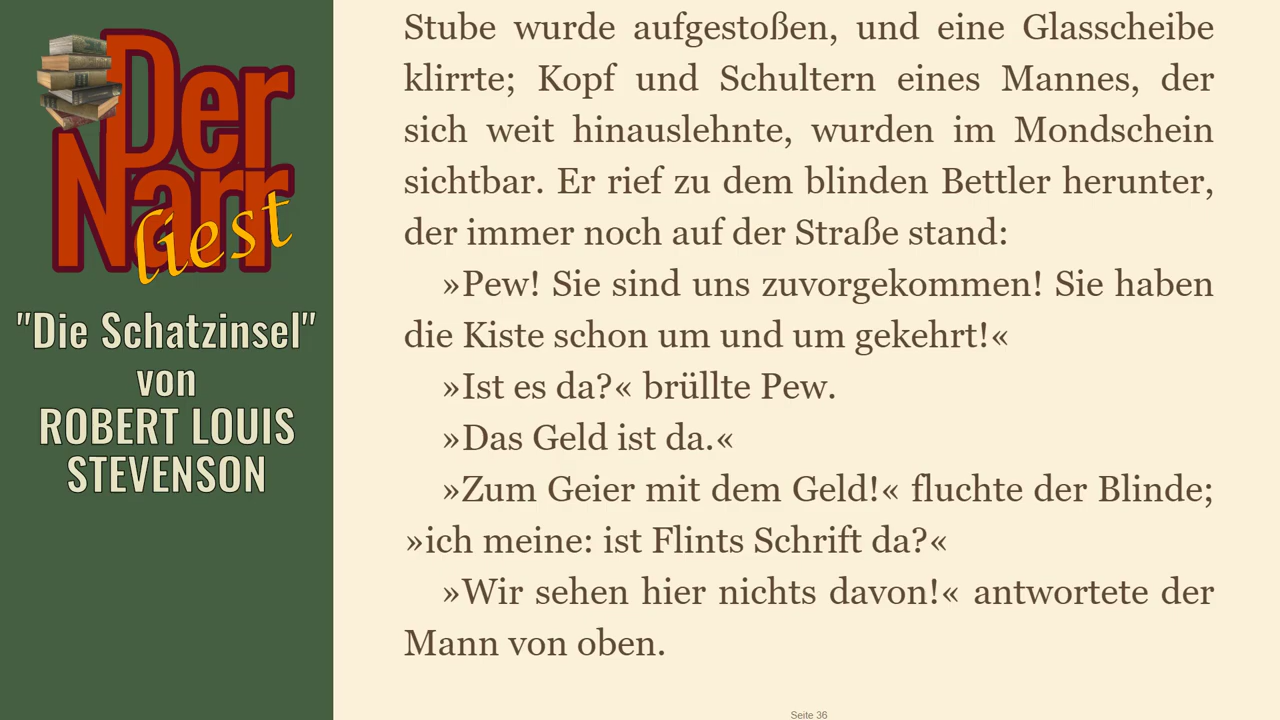 Der
Narr
liest
"Die Schatzinsel"
von
ROBERT LOUIS
STEVENSON
Stube wurde aufgestoßen, und eine Glasscheibe
klirrte; Kopf und Schultern eines Mannes, der
sich weit hinauslehnte, wurden im Mondschein
sichtbar. Er rief zu dem blinden Bettler herunter,
der immer noch auf der Straße stand:
»Pew! Sie sind uns zuvorgekommen! Sie haben
die Kiste schon um und um gekehrt!«
»Ist es da?« brüllte Pew.
»Das Geld ist da.«
»Zum Geier mit dem Geld!« fluchte der Blinde;
»ich meine: ist Flints Schrift da?«
»Wir sehen hier nichts davon!« antwortete der
Mann von oben.
Seite 36